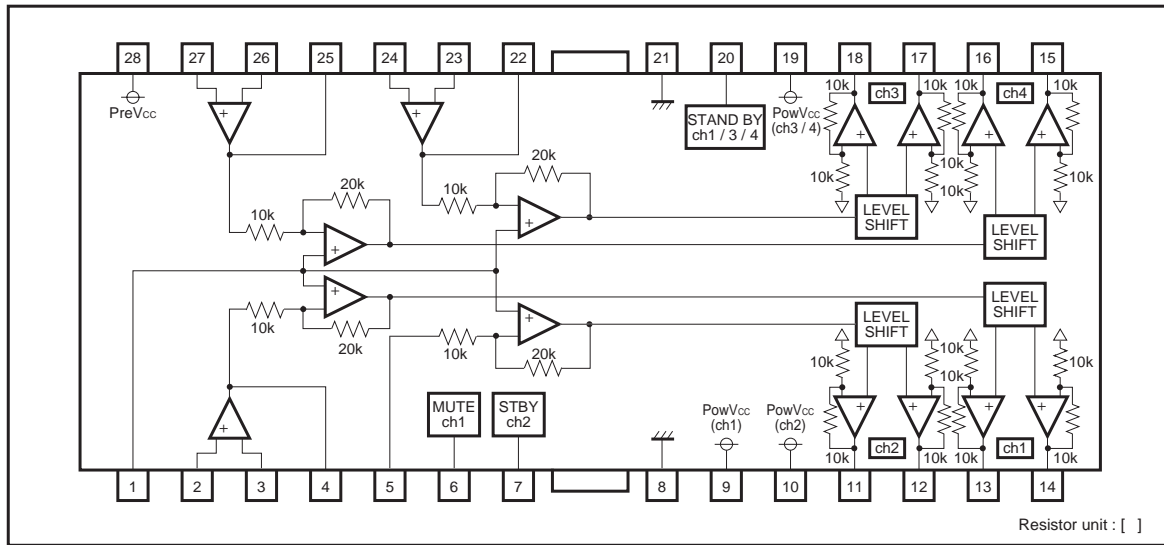 28 27 26 25 24 23 22 21 20 19 18 17 16 15
PreVcc
STAND BY
ch1 / 3 / 4
PowVcc
(ch3 / 4)
10k ch3 10k 10k ch4 10k
+ +
+ + + +
10k 10k 10k 10k
20k
10k
+
20k
10k
+
LEVEL
SHIFT
LEVEL
SHIFT
+
10k
20k
+
10k
20k
LEVEL
SHIFT
LEVEL
SHIFT
10k 10k 10k 10k
+
MUTE
ch1
STBY
ch2
PowVcc
(ch1)
PowVcc
(ch2)
+ + + +
10k ch2 10k 10k ch1 10k
1 2 3 4 5 6 7 8 9 10 11 12 13 14
Resistor unit : [ ]